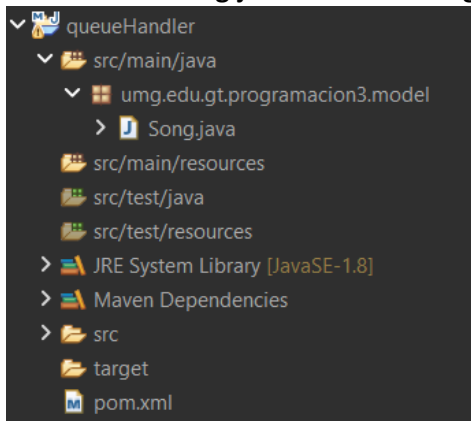 queueHandler
src/main/java
umg.edu.gt.programacion3.model
Song.java
src/main/resources
src/test/java
src/test/resources
JRE System Library [JavaSE-1.8]
Maven Dependencies
src
target
pom.xml